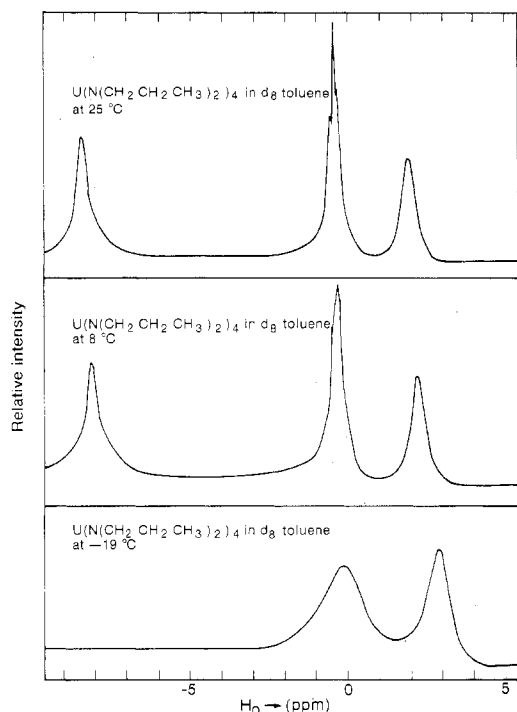 U(N(CH2 CH2 CH3)2)4 in d8 toluene
at 25 °C
U(N(CH2 CH2 CH3)2)4 in d8 toluene
at 8 °C
U(N(CH2 CH2 CH3)2)4 in d8 toluene
at −19 °C
Relative intensity
-5 0 5
H0 → (ppm)